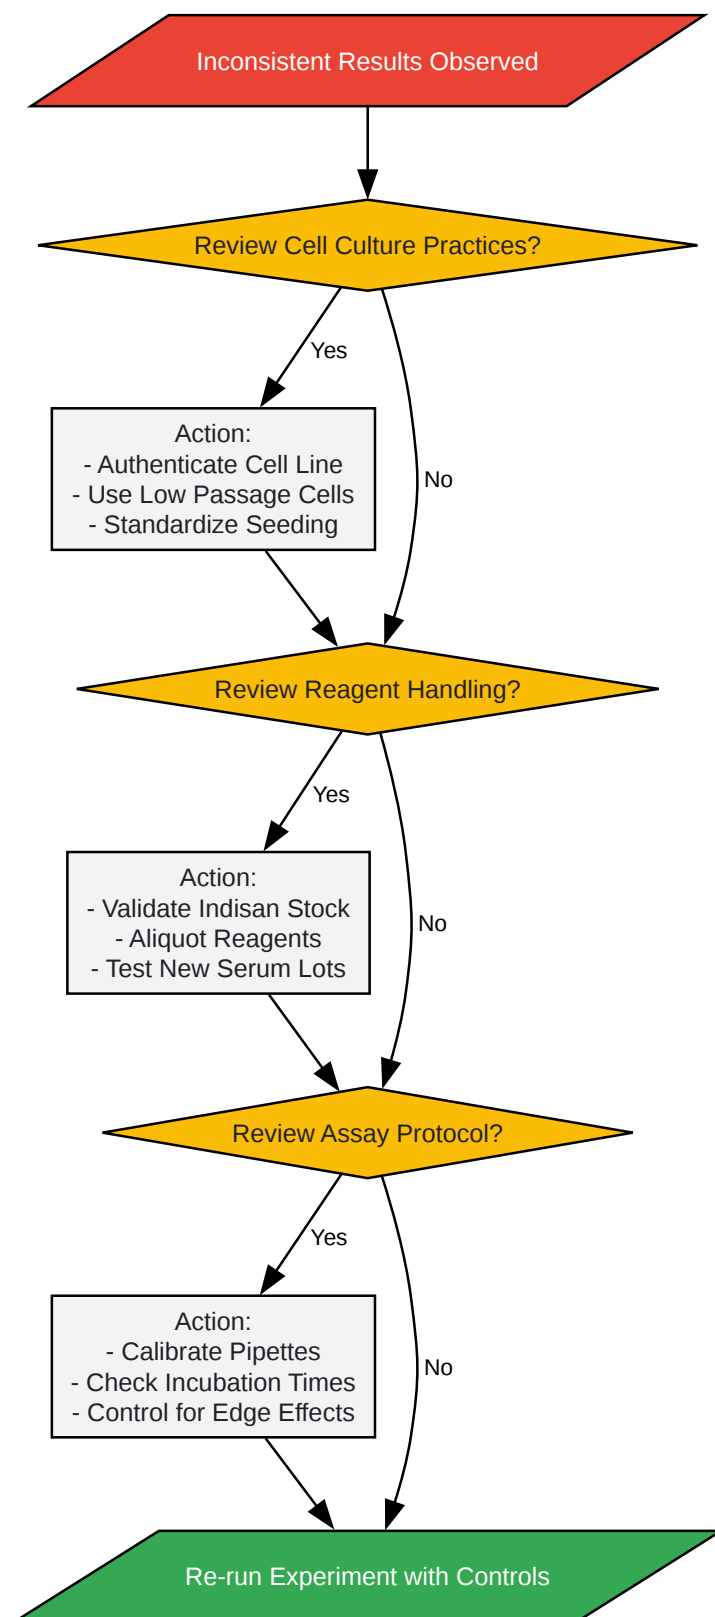 Inconsistent Results Observed
Review Cell Culture Practices?
Yes
Action:
- Authenticate Cell Line
- Use Low Passage Cells
- Standardize Seeding
No
Review Reagent Handling?
Yes
Action:
- Validate Indisan Stock
- Aliquot Reagents
- Test New Serum Lots
No
Review Assay Protocol?
Yes
Action:
- Calibrate Pipettes
- Check Incubation Times
- Control for Edge Effects
No
Re-run Experiment with Controls